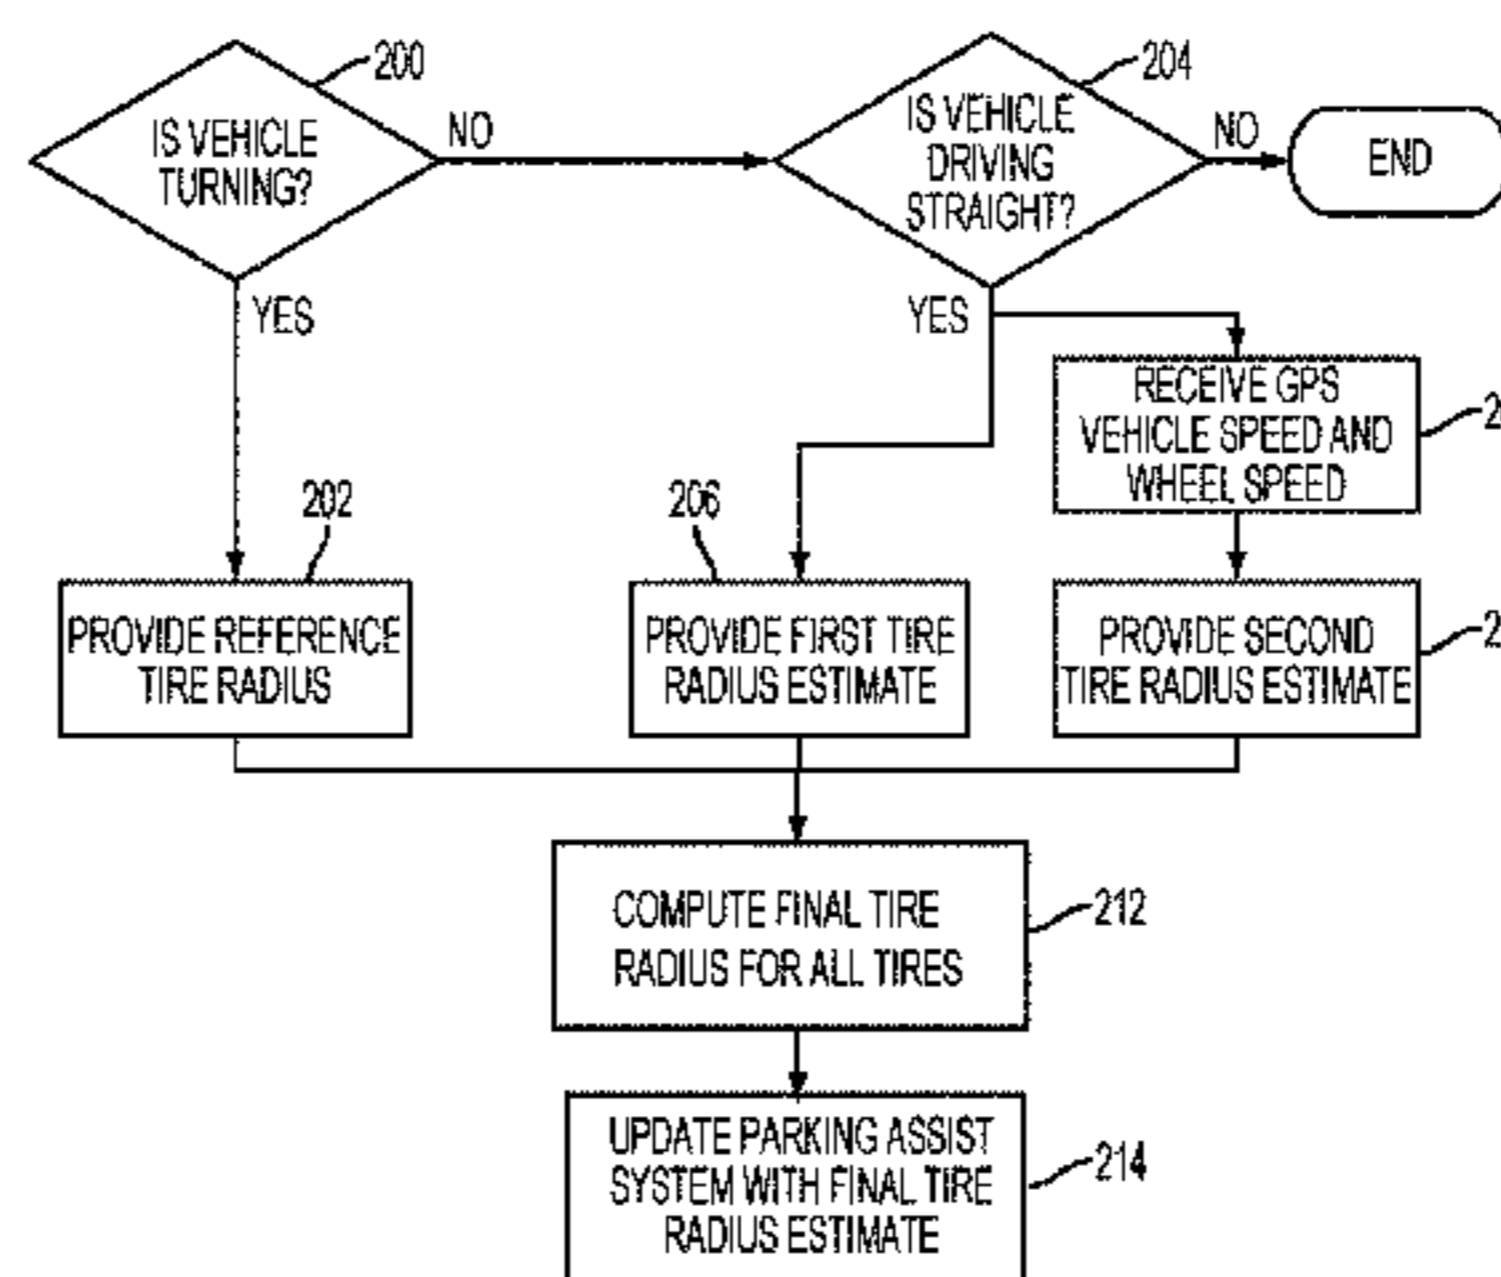 200
IS VEHICLE
TURNING?
NO
YES
204
IS VEHICLE
DRIVING
STRAIGHT?
NO
END
YES
RECEIVE GPS
VEHICLE SPEED AND
WHEEL SPEED
202
PROVIDE REFERENCE
TIRE RADIUS
206
PROVIDE FIRST TIRE
RADIUS ESTIMATE
PROVIDE SECOND
TIRE RADIUS ESTIMATE
COMPUTE FINAL TIRE
RADIUS FOR ALL TIRES
212
UPDATE PARKING ASSIST
SYSTEM WITH FINAL TIRE
RADIUS ESTIMATE
214